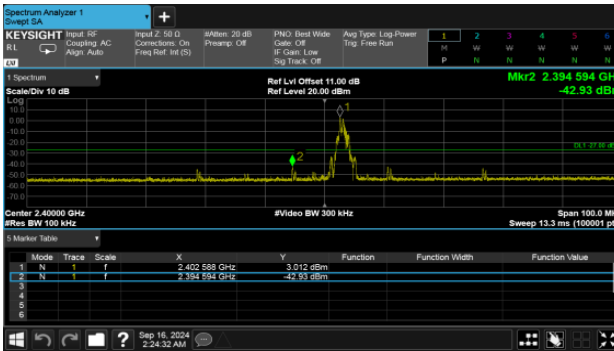 Spectrum Analyzer 1
Swept SA
+
KEYSIGHT Input: RF Input Z: 50 Ω #Atten: 20 dB PNO: Best Wide Avg Type: Log-Power 1 2 3 4 5 6
RL Coupling: AC Corrections: On Preamp: Off Gate: Off Trig: Free Run M W W W W W
Align: Auto Freq Ref: Int (S) IF Gain: Low
LXI Sig Track: Off P N N N N N
1 Spectrum Ref Lvl Offset 11.00 dB Mkr2 2.394 594 GH
Scale/Div 10 dB Ref Level 20.00 dBm -42.93 dB
Log
10.0
0.00
-10.0
-20.0
-30.0
-40.0
-50.0
-60.0
-70.0
1
2
DL1 -27.00 d
Center 2.40000 GHz #Video BW 300 kHz Span 100.0 M
#Res BW 100 kHz Sweep 13.3 ms (100001 pt
5 Marker Table
Mode Trace Scale X Y Function Function Width Function Value
1 N 1 f 2.402 588 GHz 3.012 dBm
2 N 1 f 2.394 594 GHz -42.93 dBm
3
4
5
6
? Sep 16, 2024
2:24:32 AM